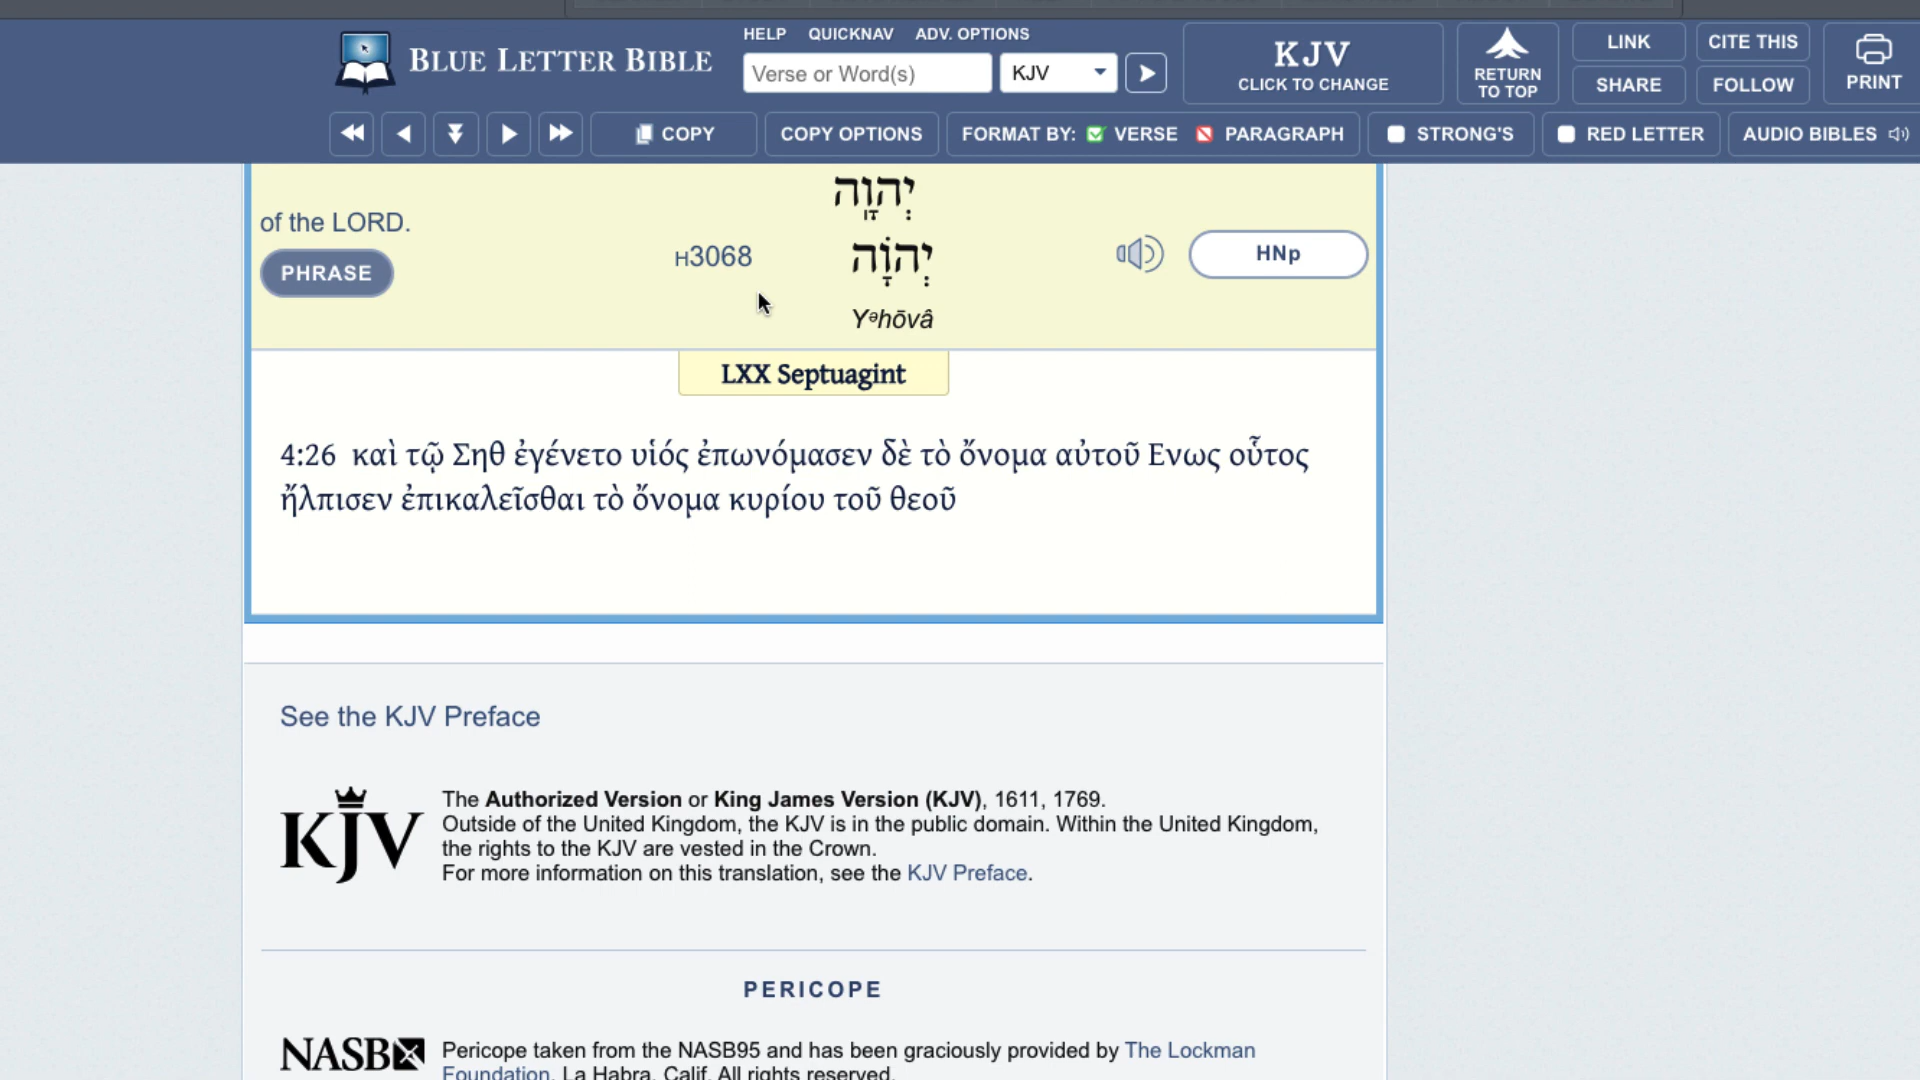 BLUE LETTER BIBLE
HELP QUICKNAV ADV. OPTIONS
Verse or Word(s) KJV
KJV
CLICK TO CHANGE
RETURN
TO TOP
LINK
CITE THIS
SHARE
FOLLOW
PRINT
COPY
COPY OPTIONS
FORMAT BY: VERSE PARAGRAPH
STRONG'S
RED LETTER
AUDIO BIBLES
of the LORD.
PHRASE
H3068
יְהוָֽה
יְהֹוָה
Yᵊhōvâ
HNp
LXX Septuagint
4:26 καὶ τῷ Σηθ ἐγένετο υἱός ἐπωνόμασεν δὲ τὸ ὄνομα αὐτοῦ Ενως οὗτος
ἤλπισεν ἐπικαλεῖσθαι τὸ ὄνομα κυρίου τοῦ θεοῦ
See the KJV Preface
KJV
The Authorized Version or King James Version (KJV), 1611, 1769.
Outside of the United Kingdom, the KJV is in the public domain. Within the United Kingdom,
the rights to the KJV are vested in the Crown.
For more information on this translation, see the KJV Preface.
PERICOPE
NASB
Pericope taken from the NASB95 and has been graciously provided by The Lockman
Foundation. La Habra, Calif. All rights reserved.